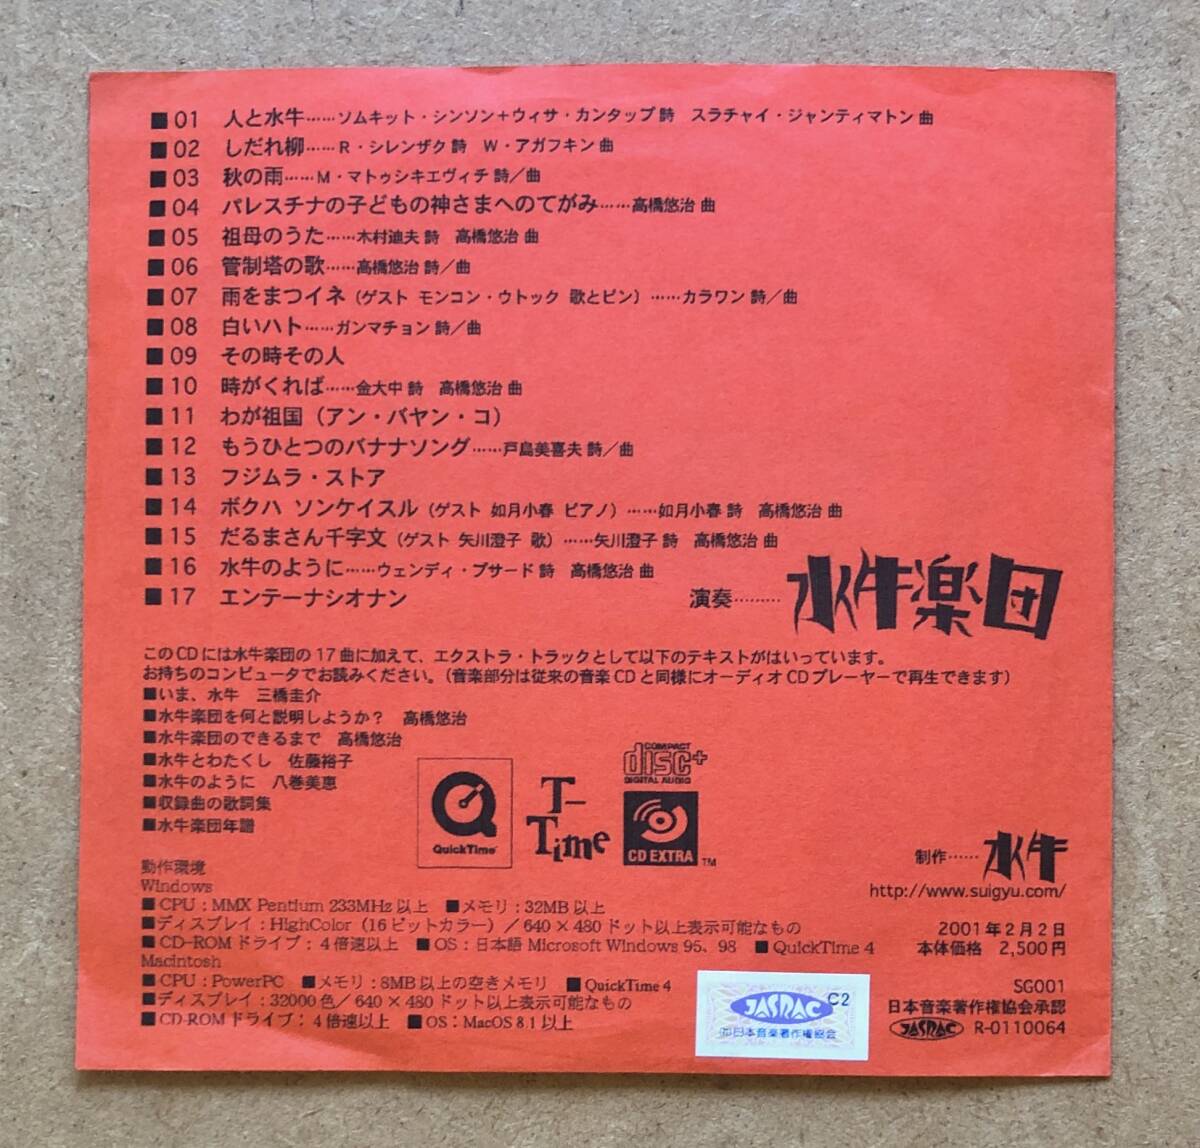 ■01 人と水牛……ソムキット・シンソン＋ウィサ・カンタップ 詩 スラチャイ・ジャンティマトン 曲
■02 しだれ柳……R・シレンザク 詩 W・アガフキン 曲
■03 秋の雨……M・マトゥシキエヴィチ 詩／曲
■04 パレスチナの子どもの神さまへのてがみ……高橋悠治 曲
■05 祖母のうた……木村迪夫 詩 高橋悠治 曲
■06 管制塔の歌……高橋悠治 詩／曲
■07 雨をまつイネ（ゲスト モンコン・ウトック 歌とピン）……カラワン 詩／曲
■08 白いハト……ガンマチョン 詩／曲
■09 その時その人
■10 時がくれば……金大中 詩 高橋悠治 曲
■11 わが祖国（アン・バヤン・コ）
■12 もうひとつのバナナソング……戸島美喜夫 詩／曲
■13 フジムラ・ストア
■14 ボクハ ソンケイスル（ゲスト 如月小春 ピアノ）……如月小春 詩 高橋悠治 曲
■15 だるまさん千字文（ゲスト 矢川澄子 歌）……矢川澄子 詩 高橋悠治 曲
■16 水牛のように……ウェンディ・プサード 詩 高橋悠治 曲
■17 エンテーナシオナン
演奏………水牛楽団
このCDには水牛楽団の17曲に加えて、エクストラ・トラックとして以下のテキストがはいっています。
お持ちのコンピュータでお読みください。（音楽部分は従来の音楽CDと同様にオーディオCDプレーヤーで再生できます）
■いま、水牛 三橋圭介
■水牛楽団を何と説明しようか？ 高橋悠治
■水牛楽団のできるまで 高橋悠治
■水牛とわたくし 佐藤裕子
■水牛のように 八巻美恵
■収録曲の歌詞集
■水牛楽団年譜
QuickTime™
T-Time
COMPACT
disc+
DIGITAL AUDIO
CD EXTRA™
制作……水牛
http://www.suigyu.com/
動作環境
Windows
■CPU：MMX Pentium 233MHz以上 ■メモリ：32MB以上
■ディスプレイ：HighColor（16ビットカラー）／640×480ドット以上表示可能なもの
■CD-ROMドライブ：4倍速以上 ■OS：日本語Microsoft Windows 95、98 ■QuickTime 4
Macintosh
■CPU：PowerPC ■メモリ：8MB以上の空きメモリ ■QuickTime 4
■ディスプレイ：32000色／640×480ドット以上表示可能なもの
■CD-ROMドライブ：4倍速以上 ■OS：MacOS 8.1以上
2001年2月2日
本体価格 2,500円
SG001
日本音楽著作権協会承認
JASRAC R-0110064
JASRAC C2
㈳日本音楽著作権協会